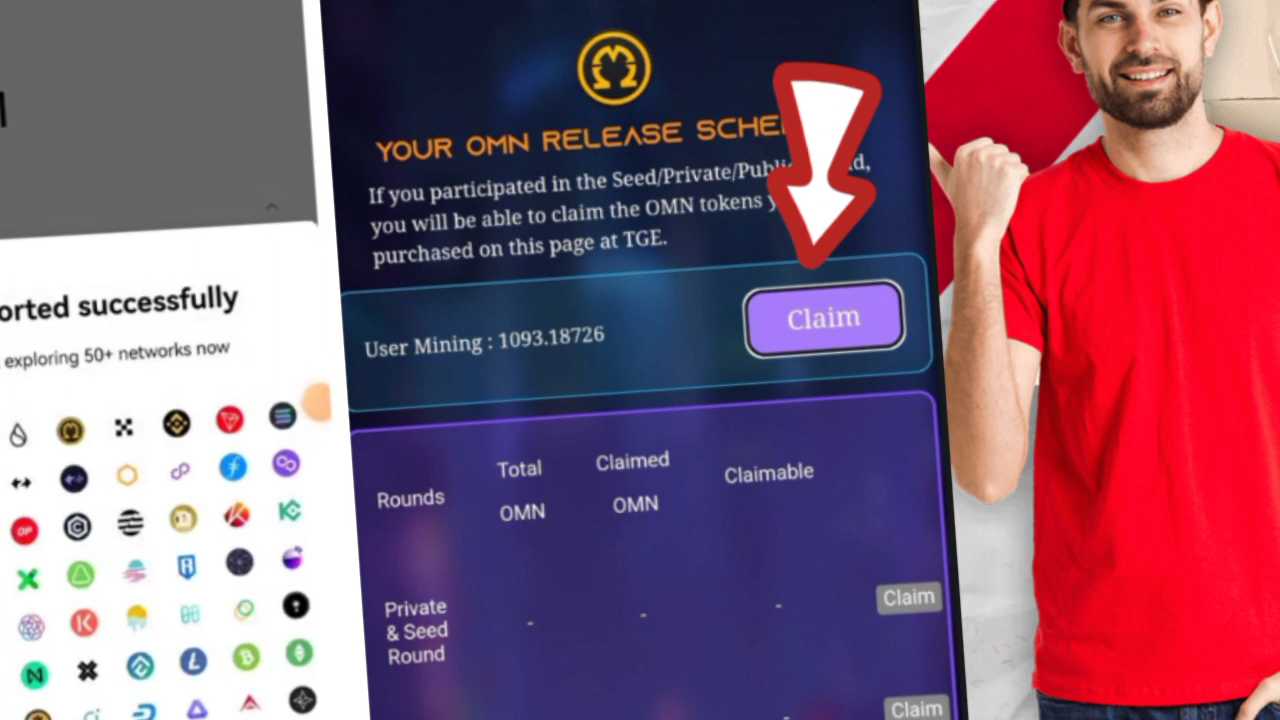 orted successfully
exploring 50+ networks now
OP
YOUR OMN RELEASE
If you participated in the Seed/Private/
you will be able to claim the OMN tokens
purchased on this page at TGE.
User Mining : 1093.18726
Claim
Rounds
Total
OMN
Claimed
OMN
Claimable
Private
& Seed
Round
-
-
-
Claim
-
Claim